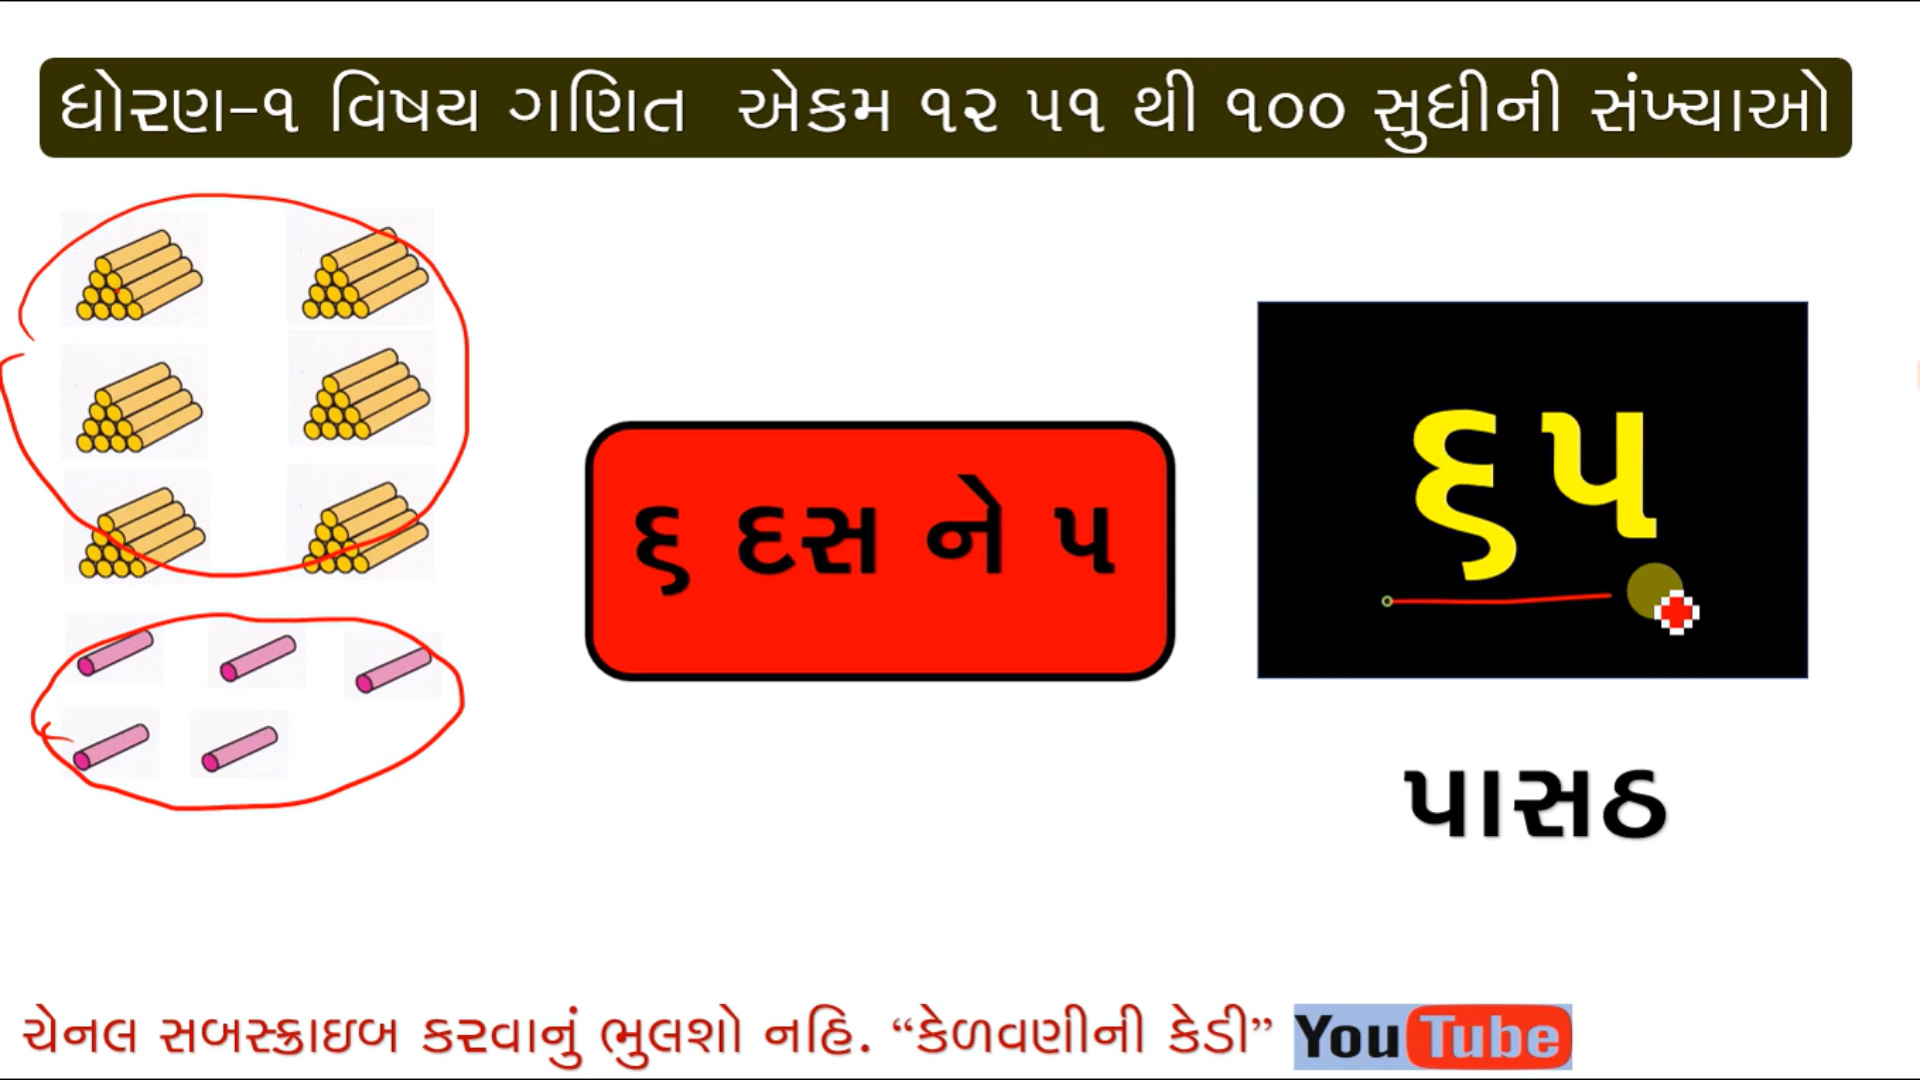 ધોરણ-૧ વિષય ગણિત એકમ ૧૨ ૫૧ થી ૧૦૦ સુધીની સંખ્યાઓ
૬ દસ ને ૫
૬૫
પાસઠ
ચેનલ સબસ્ક્રાઇબ કરવાનું ભુલશો નહિ. “કેળવણીની કેડી” YouTube